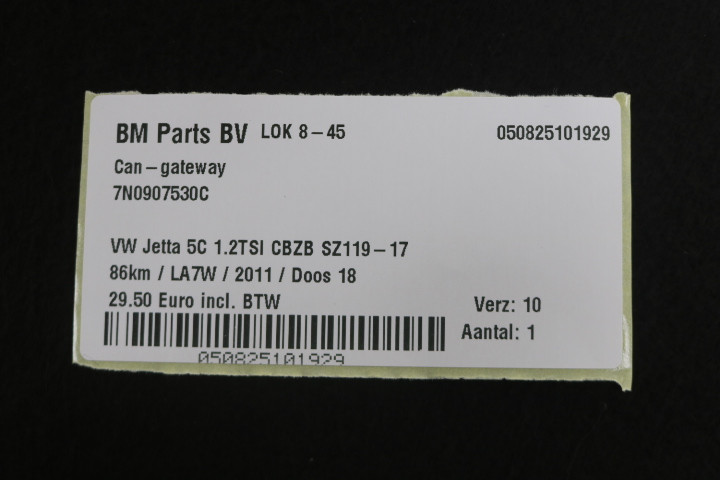 BM Parts BV LOK 8-45 050825101929
Can-gateway
7N0907530C
VW Jetta 5C 1.2TSI CBZB SZ119-17
86km / LA7W / 2011 / Doos 18
29.50 Euro incl. BTW Verz: 10
Aantal: 1
050825101929